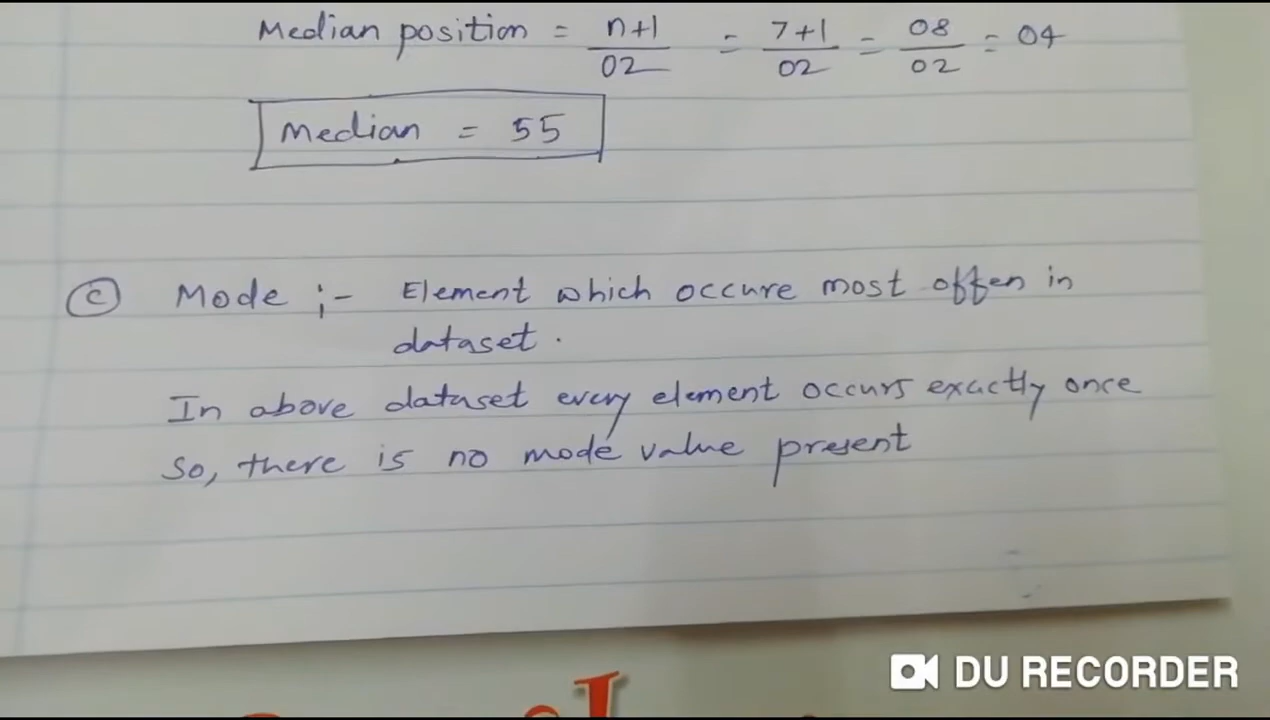 Median position = n+1/02 = 7+1/02 = 08/02 = 04
Median = 55
(c) Mode ;- Element which occure most offen in
dataset .
In above dataset every element occurs exactly once
so, there is no mode value present
DU RECORDER